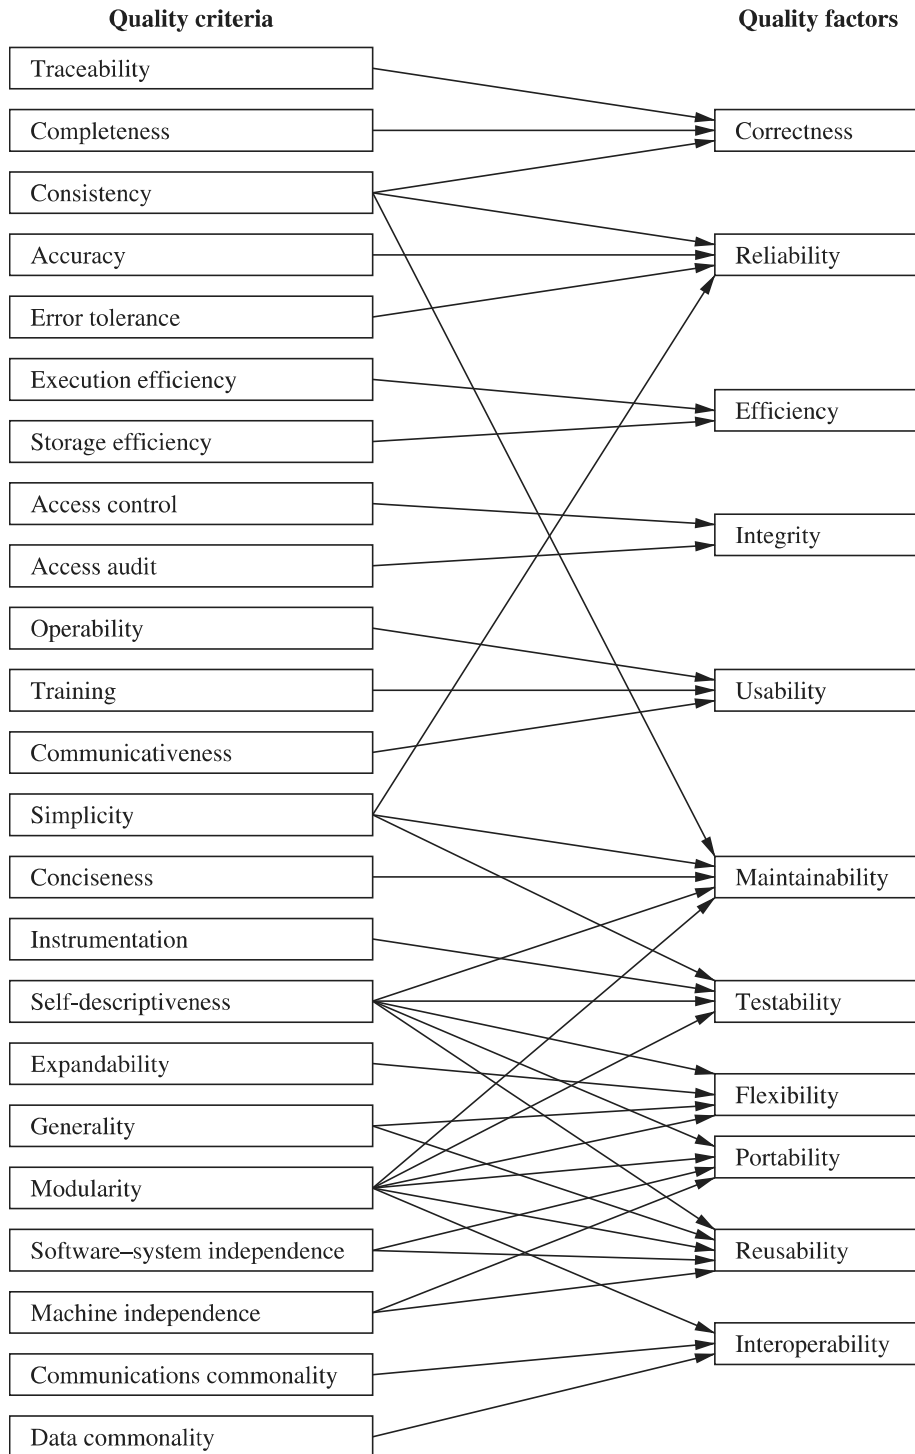 Quality criteria
Quality factors
Traceability
Completeness
Correctness
Consistency
Accuracy
Reliability
Error tolerance
Execution efficiency
Efficiency
Storage efficiency
Access control
Integrity
Access audit
Operability
Training
Usability
Communicativeness
Simplicity
Conciseness
Maintainability
Instrumentation
Self-descriptiveness
Testability
Expandability
Flexibility
Generality
Portability
Modularity
Software–system independence
Reusability
Machine independence
Interoperability
Communications commonality
Data commonality